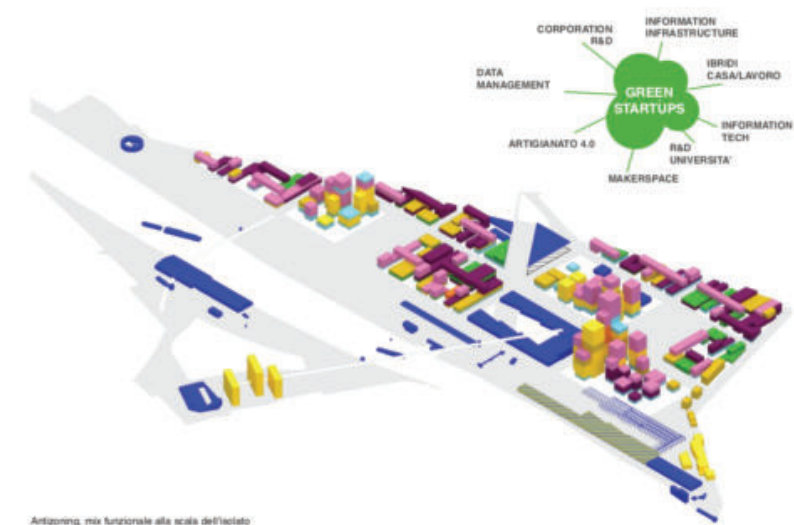 CORPORATION
R&D
INFORMATION
INFRASTRUCTURE
DATA
MANAGEMENT
IBRIDI
CASA/LAVORO
GREEN
STARTUPS
ARTIGIANATO 4.0
INFORMATION
TECH
R&D
UNIVERSITA'
MAKERSPACE
Antizoning, mix funzionale alla scala dell'isolato